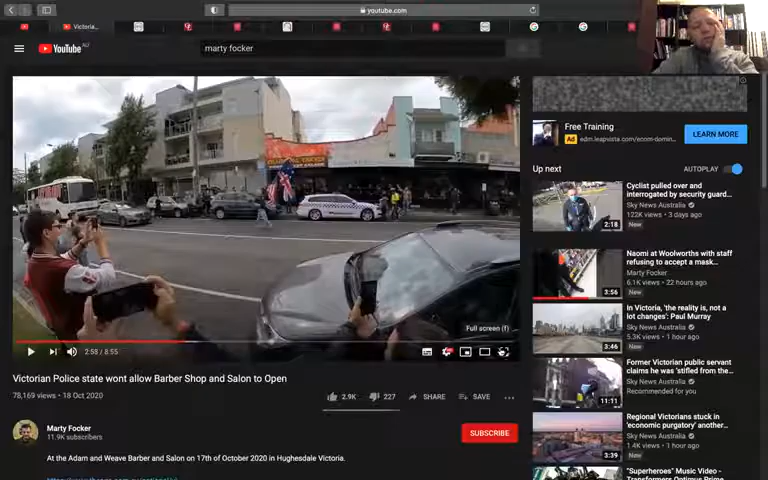 youtube.com
Victoria...
YouTube AU
marty focker
Full screen (f)
2:58 / 8:55
Victorian Police state wont allow Barber Shop and Salon to Open
78,169 views • 18 Oct 2020
2.9K
227
SHARE
SAVE
Marty Focker
11.9K subscribers
SUBSCRIBE
At the Adam and Weave Barber and Salon on 17th of October 2020 in Hughesdale Victoria.
Free Training
Ad
edm.leapvista.com/ecom-domin...
LEARN MORE
Up next
AUTOPLAY
Cyclist pulled over and
interrogated by security guard...
Sky News Australia
122K views • 3 days ago
New
2:18
Naomi at Woolworths with staff
refusing to accept a mask...
Marty Focker
6.1K views • 22 hours ago
New
3:56
In Victoria, 'the reality is, not a
lot changes': Paul Murray
Sky News Australia
5.3K views • 1 hour ago
New
3:46
Former Victorian public servant
claims he was 'stifled from the...
Sky News Australia
Recommended for you
11:11
Regional Victorians stuck in
'economic purgatory' another...
Sky News Australia
1.4K views • 1 hour ago
New
3:39
"Superheroes" Music Video -